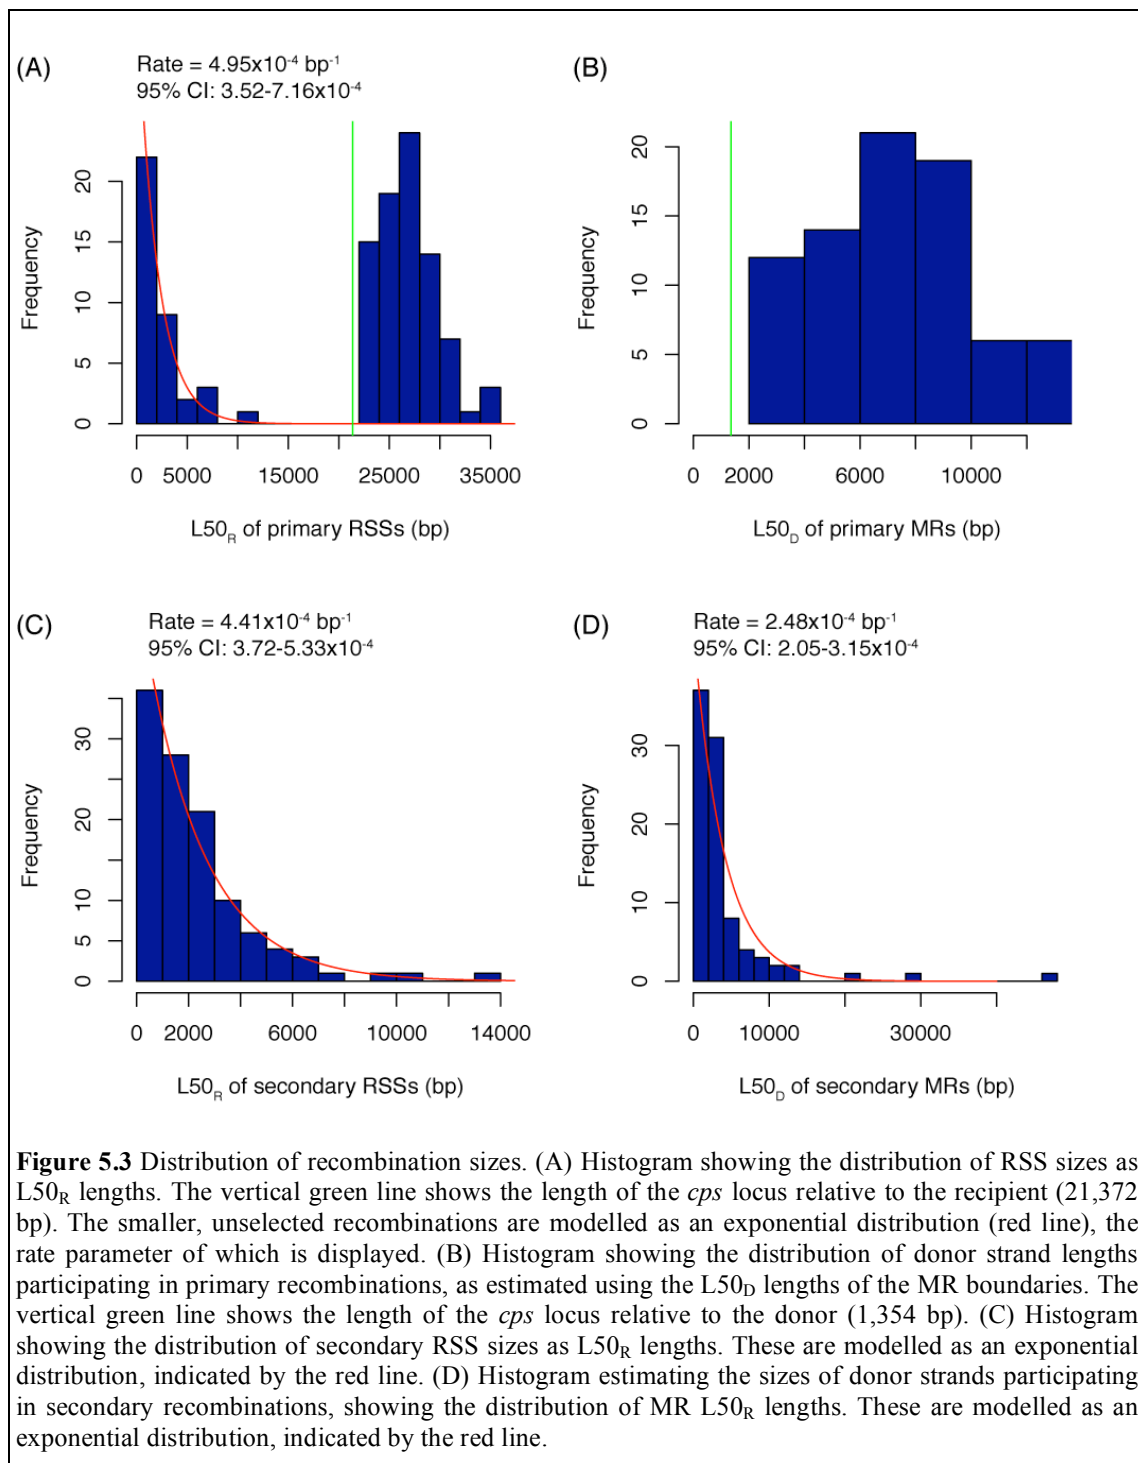 (A)
Rate = 4.95x10⁻⁴ bp⁻¹
95% CI: 3.52-7.16x10⁻⁴
Frequency
20
15
10
5
0
0 5000 15000 25000 35000
L50R of primary RSSs (bp)
(B)
Frequency
20
15
10
5
0
0 2000 6000 10000
L50D of primary MRs (bp)
(C)
Rate = 4.41x10⁻⁴ bp⁻¹
95% CI: 3.72-5.33x10⁻⁴
Frequency
30
20
10
5
0
0 2000 6000 10000 14000
L50R of secondary RSSs (bp)
(D)
Rate = 2.48x10⁻⁴ bp⁻¹
95% CI: 2.05-3.15x10⁻⁴
Frequency
30
20
10
0
0 10000 30000
L50D of secondary MRs (bp)
Figure 5.3 Distribution of recombination sizes. (A) Histogram showing the distribution of RSS sizes as
L50R lengths. The vertical green line shows the length of the cps locus relative to the recipient (21,372
bp). The smaller, unselected recombinations are modelled as an exponential distribution (red line), the
rate parameter of which is displayed. (B) Histogram showing the distribution of donor strand lengths
participating in primary recombinations, as estimated using the L50D lengths of the MR boundaries. The
vertical green line shows the length of the cps locus relative to the donor (1,354 bp). (C) Histogram
showing the distribution of secondary RSS sizes as L50R lengths. These are modelled as an exponential
distribution, indicated by the red line. (D) Histogram estimating the sizes of donor strands participating
in secondary recombinations, showing the distribution of MR L50R lengths. These are modelled as an
exponential distribution, indicated by the red line.